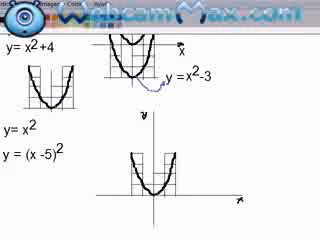 WebcamMax.com
y= x²+4
x
y = x²-3
y= x²
y = (x -5)²
x